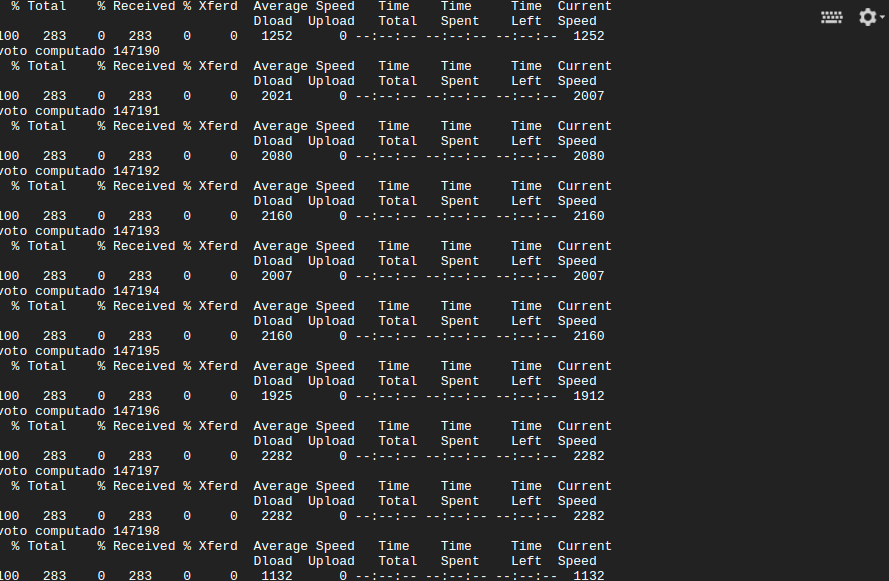 % Total % Received % Xferd Average Speed Time Time Time Current
Dload Upload Total Spent Left Speed
100 283 0 283 0 0 1252 0 --:--:-- --:--:-- --:--:-- 1252
voto computado 147190
% Total % Received % Xferd Average Speed Time Time Time Current
Dload Upload Total Spent Left Speed
100 283 0 283 0 0 2021 0 --:--:-- --:--:-- --:--:-- 2007
voto computado 147191
% Total % Received % Xferd Average Speed Time Time Time Current
Dload Upload Total Spent Left Speed
100 283 0 283 0 0 2080 0 --:--:-- --:--:-- --:--:-- 2080
voto computado 147192
% Total % Received % Xferd Average Speed Time Time Time Current
Dload Upload Total Spent Left Speed
100 283 0 283 0 0 2160 0 --:--:-- --:--:-- --:--:-- 2160
voto computado 147193
% Total % Received % Xferd Average Speed Time Time Time Current
Dload Upload Total Spent Left Speed
100 283 0 283 0 0 2007 0 --:--:-- --:--:-- --:--:-- 2007
voto computado 147194
% Total % Received % Xferd Average Speed Time Time Time Current
Dload Upload Total Spent Left Speed
100 283 0 283 0 0 2160 0 --:--:-- --:--:-- --:--:-- 2160
voto computado 147195
% Total % Received % Xferd Average Speed Time Time Time Current
Dload Upload Total Spent Left Speed
100 283 0 283 0 0 1925 0 --:--:-- --:--:-- --:--:-- 1912
voto computado 147196
% Total % Received % Xferd Average Speed Time Time Time Current
Dload Upload Total Spent Left Speed
100 283 0 283 0 0 2282 0 --:--:-- --:--:-- --:--:-- 2282
voto computado 147197
% Total % Received % Xferd Average Speed Time Time Time Current
Dload Upload Total Spent Left Speed
100 283 0 283 0 0 2282 0 --:--:-- --:--:-- --:--:-- 2282
voto computado 147198
% Total % Received % Xferd Average Speed Time Time Time Current
Dload Upload Total Spent Left Speed
100 283 0 283 0 0 1132 0 --:--:-- --:--:-- --:--:-- 1132